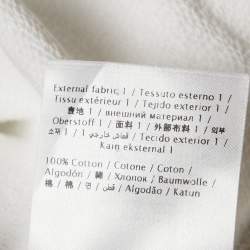 External fabric 1 / Tessuto esterno 1 /
Tissu extérieur 1 / Tejido exterior 1 /
表地1 / внешний материал 1 /
Oberstoff 1 / 面料 1 / 外部布料 1 / 외부
소재 1 / قماش خارجي 1 / Tecido exterior 1 /
Kain eksternal 1
100% Cotton / Cotone / Coton /
Algodón / 綿 / Хлопок / Baumwolle /
棉 / 棉 / 면 / قطن / Algodão / Katun